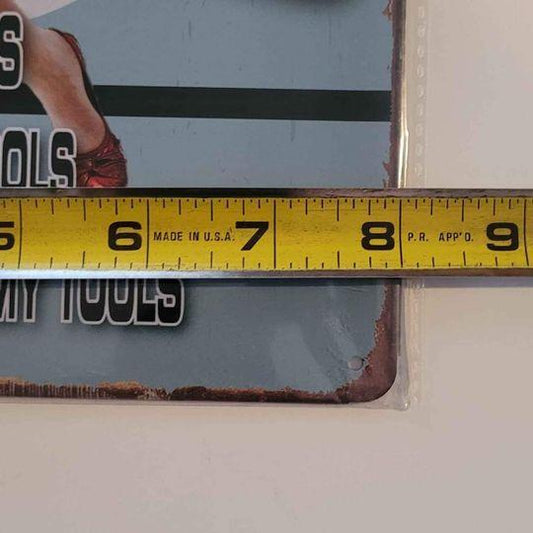 S
OLS
5 6 MADE IN U.S.A. 7 8 P.R. APP'D. 9
MY TOOLS